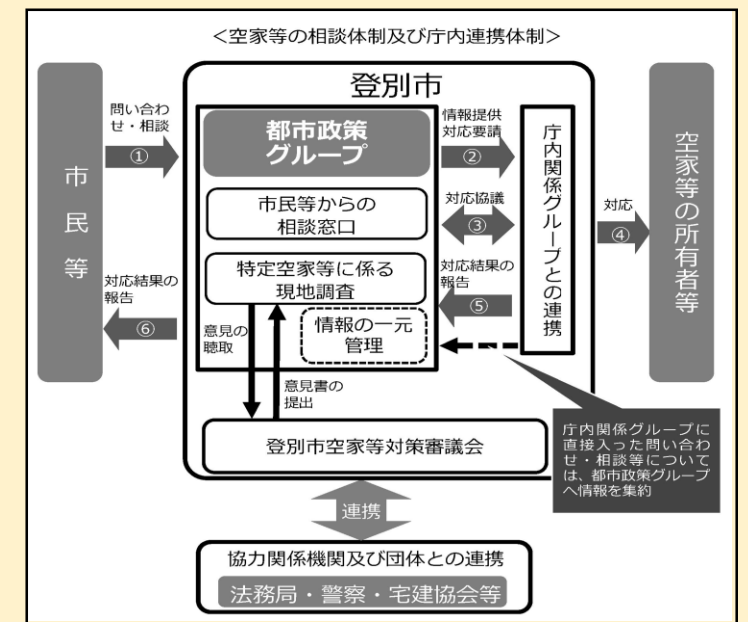 ＜空家等の相談体制及び庁内連携体制＞
登別市
市民等
問い合わ
せ・相談
①
都市政策
グループ
市民等からの
相談窓口
特定空家等に係る
現地調査
情報の一元
管理
意見の
聴取
意見書の
提出
登別市空家等対策審議会
情報提供
対応要請
②
対応協議
③
対応結果の
報告
⑤
庁内関係グループとの連携
対応
④
空家等の所有者等
対応結果の
報告
⑥
庁内関係グループに
直接入った問い合わ
せ・相談等について
は、都市政策グループ
へ情報を集約
連携
協力関係機関及び団体との連携
法務局・警察・宅建協会等